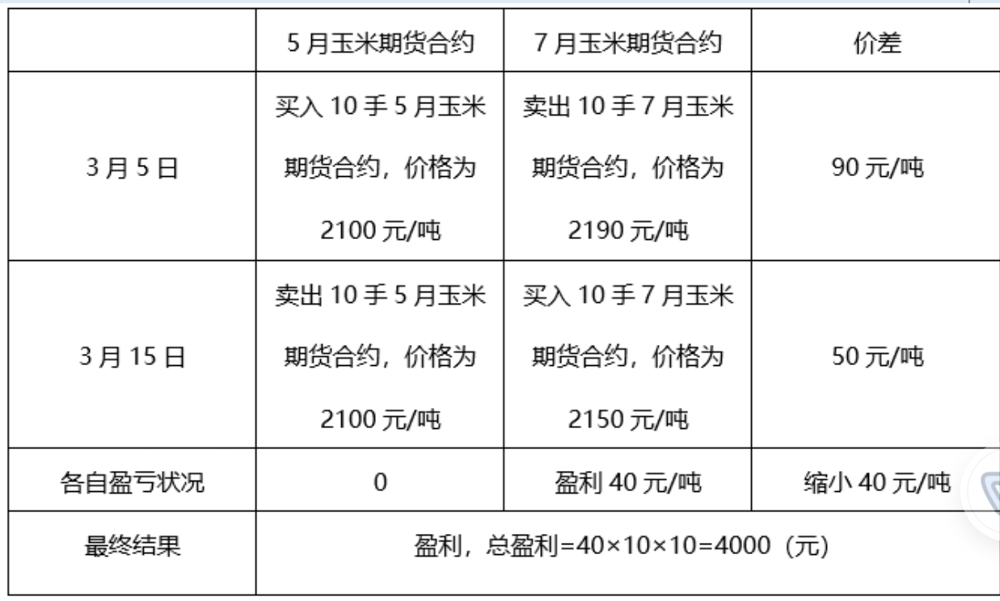 5 月玉米期货合约 7 月玉米期货合约 价差
3 月 5 日
买入 10 手 5 月玉米
期货合约，价格为
2100 元/吨
卖出 10 手 7 月玉米
期货合约，价格为
2190 元/吨
90 元/吨
3 月 15 日
卖出 10 手 5 月玉米
期货合约，价格为
2100 元/吨
买入 10 手 7 月玉米
期货合约，价格为
2150 元/吨
50 元/吨
各自盈亏状况 0 盈利 40 元/吨 缩小 40 元/吨
最终结果 盈利，总盈利=40×10×10=4000（元）